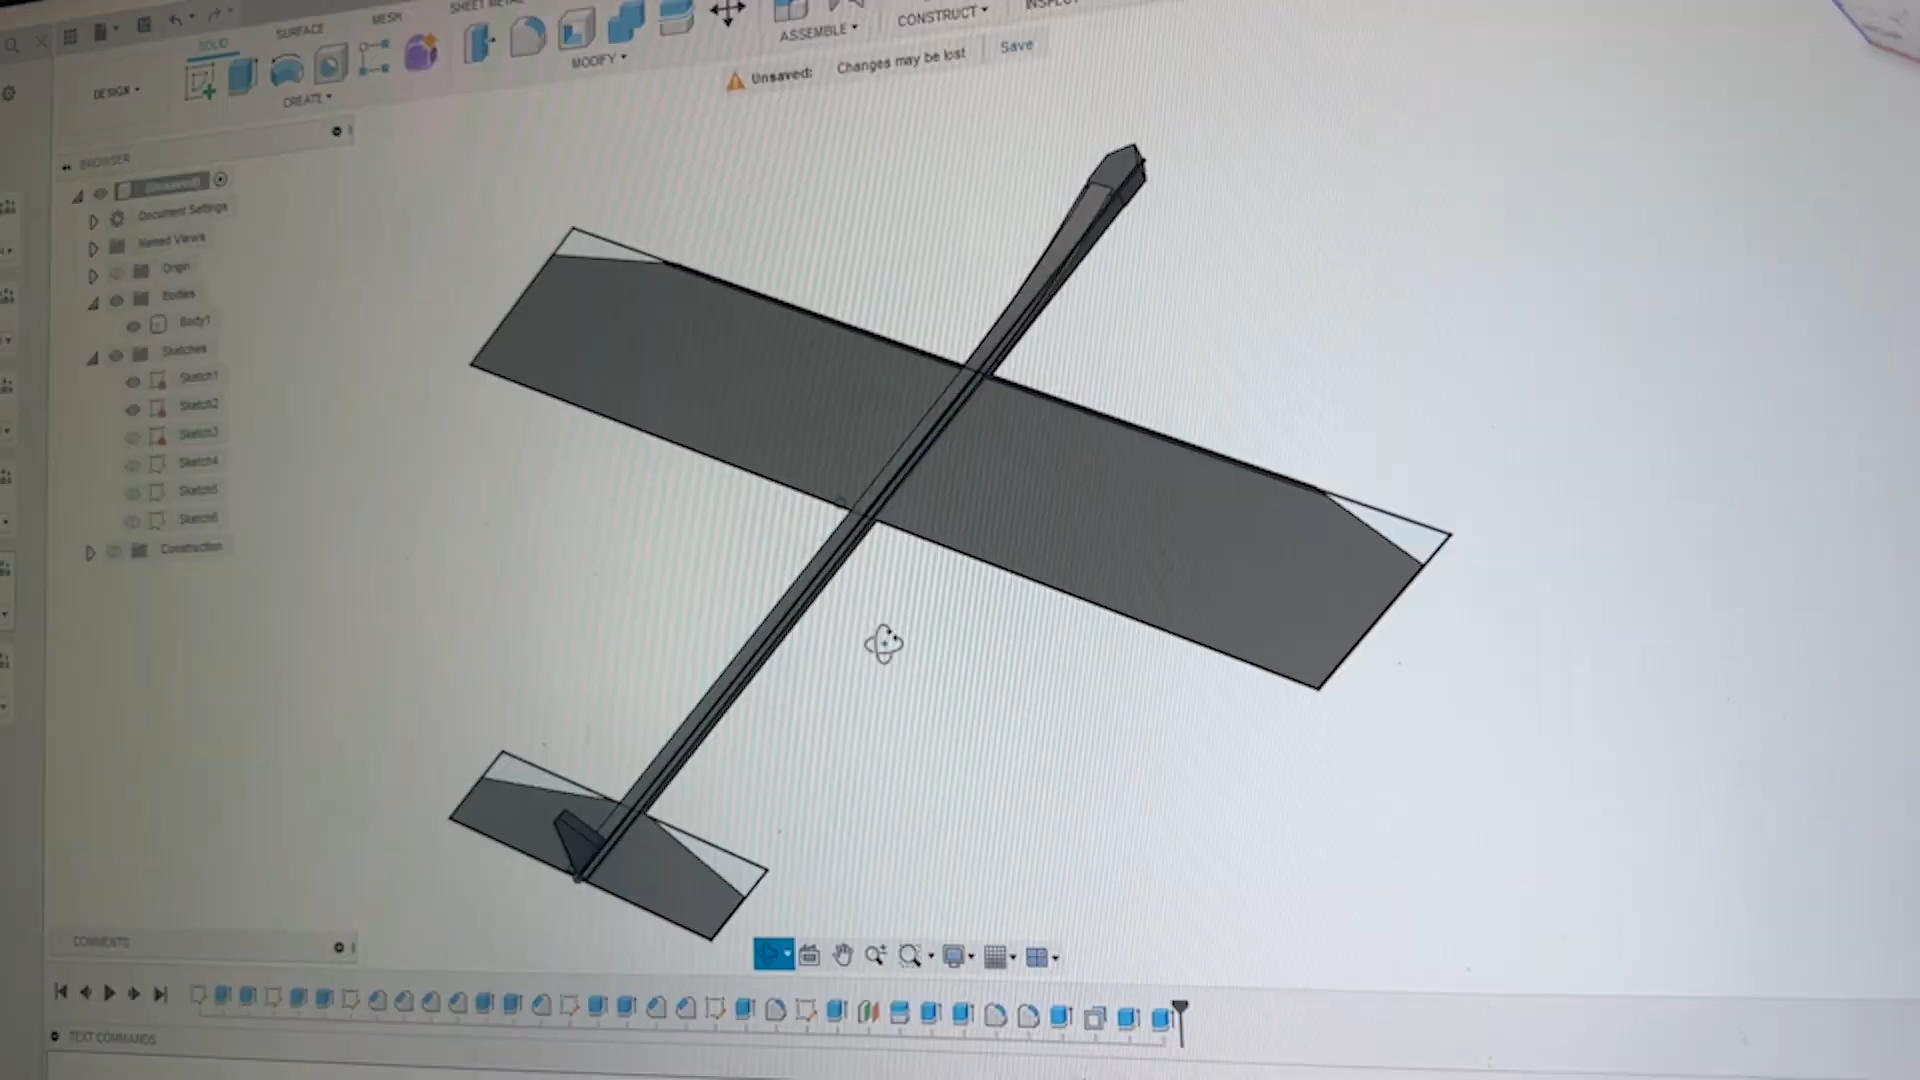 SHEET METAL
MESH
SURFACE
SOLID
DESIGN
CREATE
MODIFY
ASSEMBLE
CONSTRUCT
Unsaved: Changes may be lost Save
BROWSER
(Unsaved)
Document Settings
Named Views
Origin
Bodies
Body1
Sketches
Sketch1
Sketch2
Sketch3
Sketch4
Sketch5
Sketch6
Construction
COMMENTS
TEXT COMMANDS